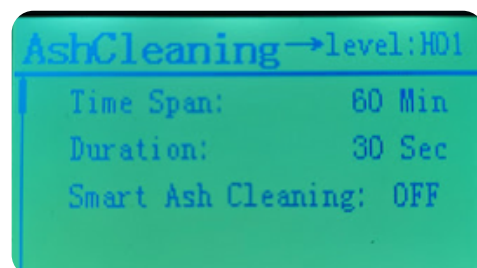 AshCleaning→level:H01
Time Span: 60 Min
Duration: 30 Sec
Smart Ash Cleaning: OFF